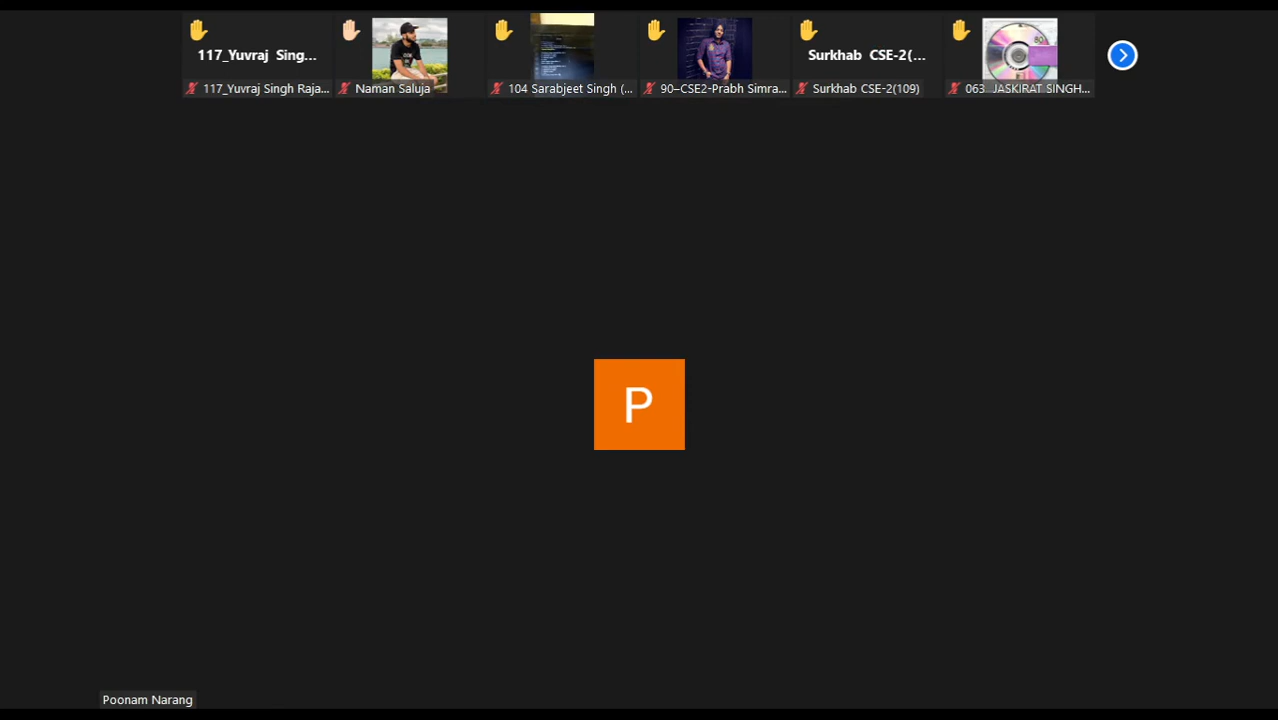 117_Yuvraj Sing...
117_Yuvraj Singh Raja...
Naman Saluja
104 Sarabjeet Singh (...
90–CSE2-Prabh Simra...
Surkhab CSE-2(...
Surkhab CSE-2(109)
063_JASKIRAT SINGH...
P
Poonam Narang